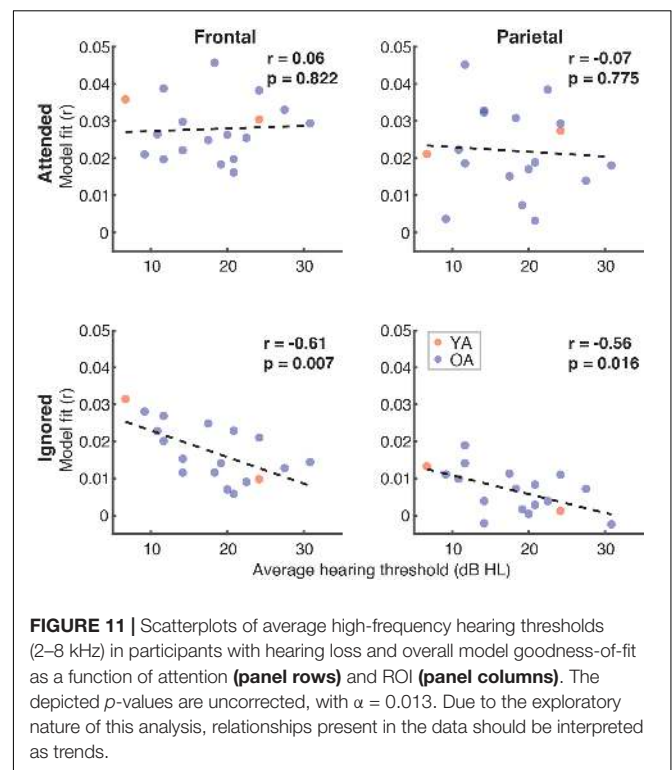 Frontal
Parietal
r = 0.06
p = 0.822
r = -0.07
p = 0.775
Attended
Model fit (r)
0.05
0.04
0.03
0.02
0.01
0
10
20
30
0.05
0.04
0.03
0.02
0.01
0
10
20
30
r = -0.61
p = 0.007
YA
OA
r = -0.56
p = 0.016
Ignored
Model fit (r)
0.05
0.04
0.03
0.02
0.01
0
10
20
30
0.05
0.04
0.03
0.02
0.01
0
10
20
30
Average hearing threshold (dB HL)
FIGURE 11 | Scatterplots of average high-frequency hearing thresholds
(2–8 kHz) in participants with hearing loss and overall model goodness-of-fit
as a function of attention (panel rows) and ROI (panel columns). The
depicted p-values are uncorrected, with α = 0.013. Due to the exploratory
nature of this analysis, relationships present in the data should be interpreted
as trends.